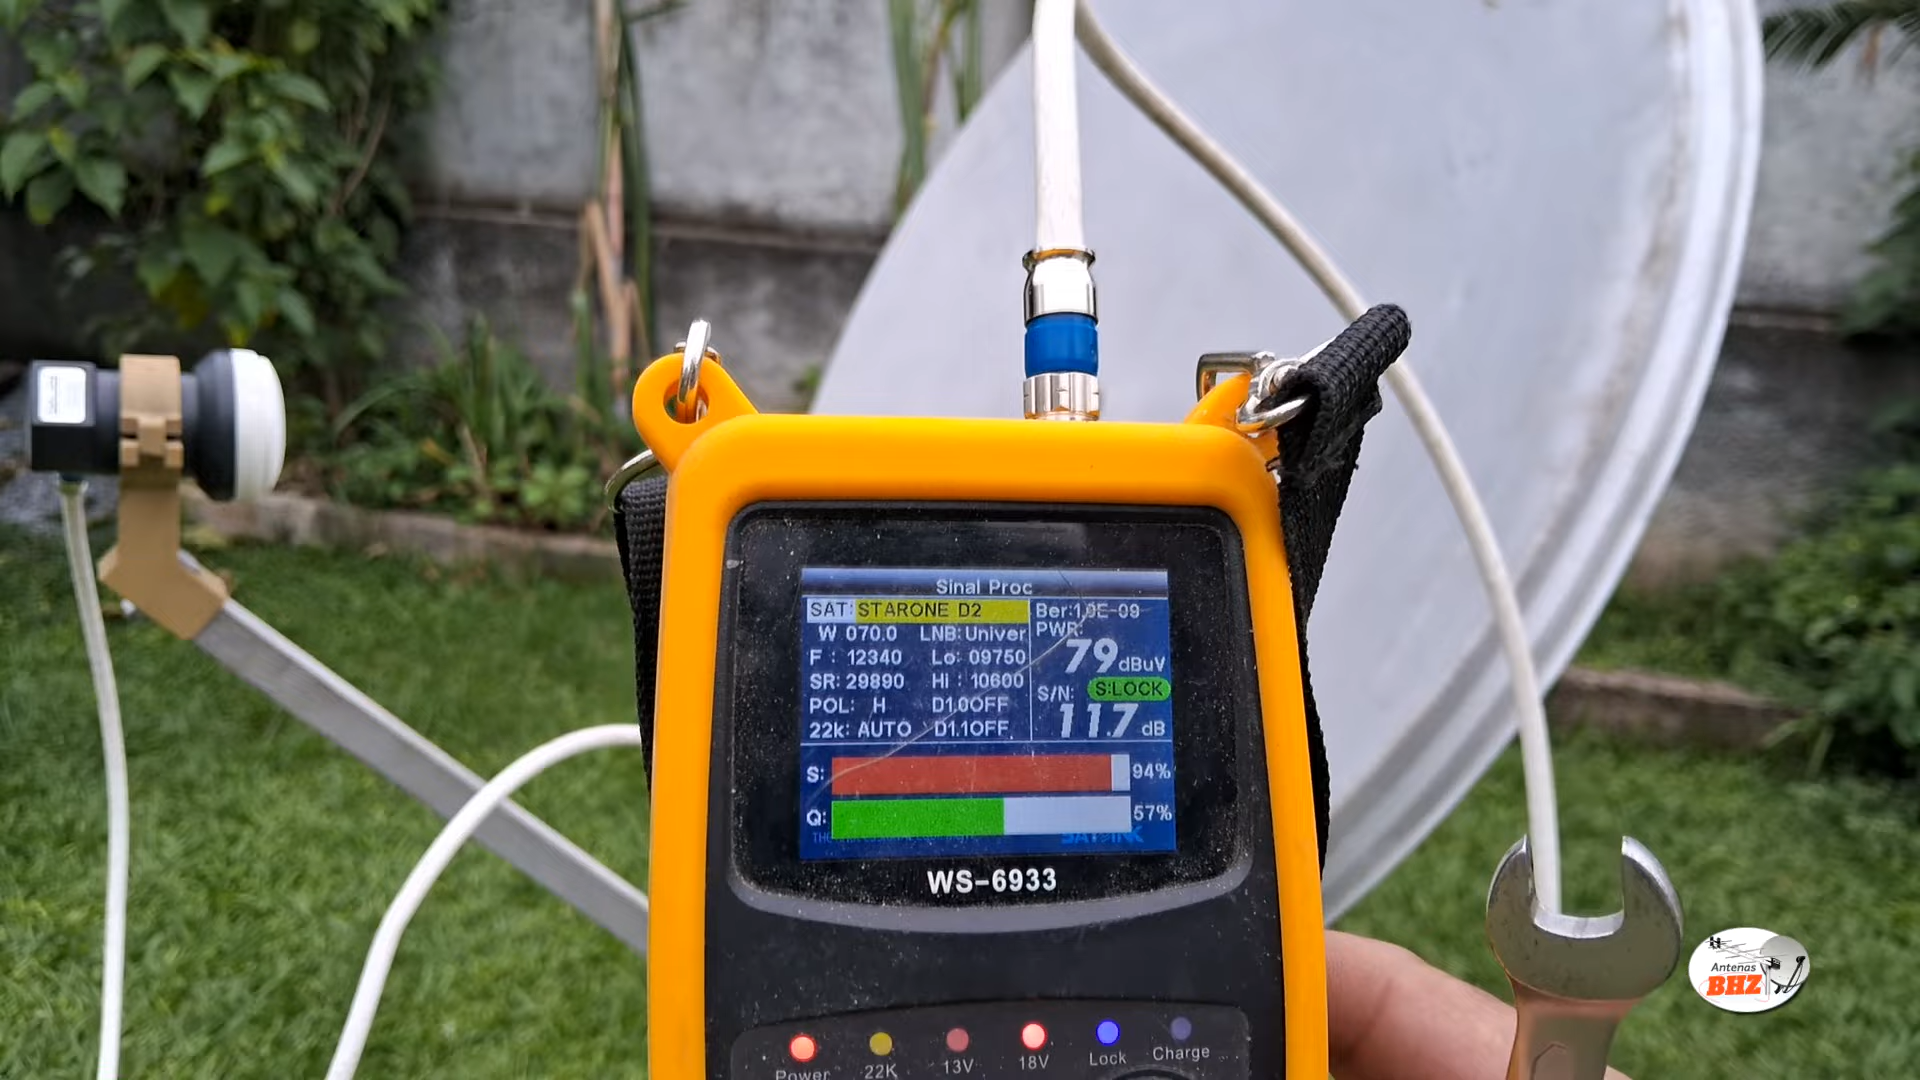 Sinal Proc
SAT: STARONE D2
W 070.0 LNB: Univer
F : 12340 Lo: 09750
SR: 29890 Hi : 10600
POL: H D1.0OFF
22k: AUTO D1.1OFF
Ber:1.0E-09
PWR:
79 dBuV
S/N: S:LOCK
11.7 dB
S: 94%
Q: 57%
WS-6933
Power 22K 13V 18V Lock Charge
Antenas
BHZ